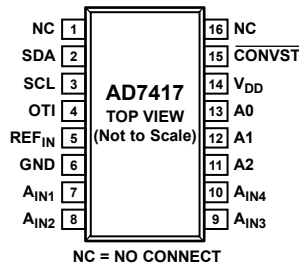 NC 1 16 NC
SDA 2 15 CONVST
SCL 3 14 VDD
OTI 4 13 A0
REFIN 5 12 A1
GND 6 11 A2
AIN1 7 10 AIN4
AIN2 8 9 AIN3
AD7417
TOP VIEW
(Not to Scale)
NC = NO CONNECT